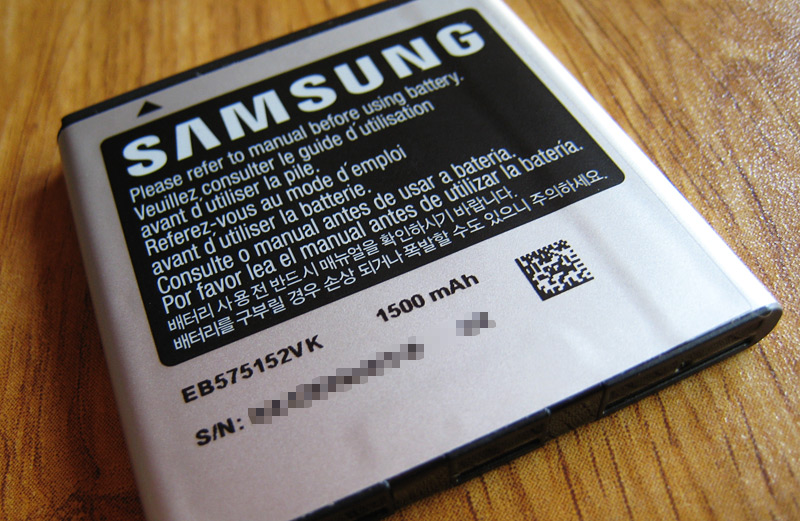 SAMSUNG
Please refer to manual before using battery.
Veuillez consulter le guide d'utilisation
avant d'utiliser la pile.
Referez-vous au mode d'emploi
avant d'utiliser la batterie.
Consulte o manual antes de usar a bateria.
Por favor lea el manual antes de utilizar la batería.
배터리 사용 전 반드시 매뉴얼을 확인하시기 바랍니다.
배터리를 구부릴 경우 손상 되거나 폭발할 수도 있으니 주의하세요.
EB575152VK 1500 mAh
S/N: